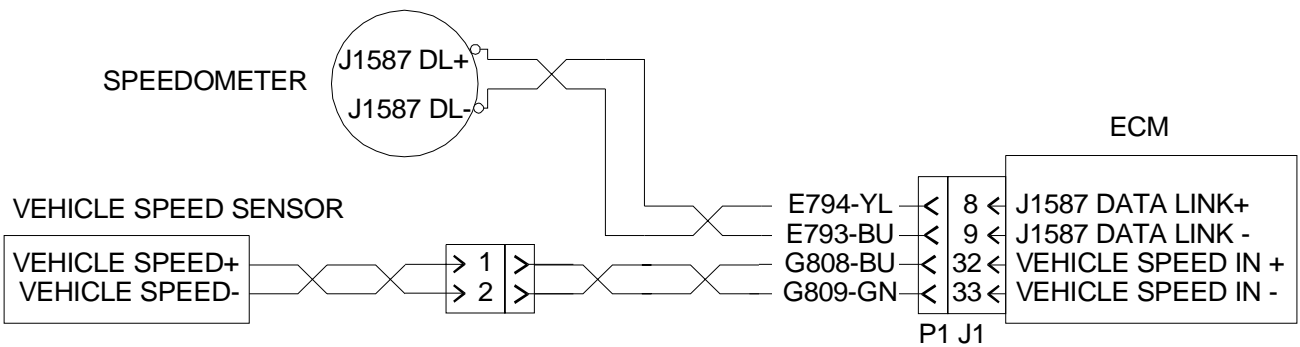 J1587 DL+
SPEEDOMETER
J1587 DL-
ECM
E794-YL 8 J1587 DATA LINK+
VEHICLE SPEED SENSOR
E793-BU 9 J1587 DATA LINK -
VEHICLE SPEED+ 1 G808-BU 32 VEHICLE SPEED IN +
VEHICLE SPEED- 2 G809-GN 33 VEHICLE SPEED IN -
P1 J1